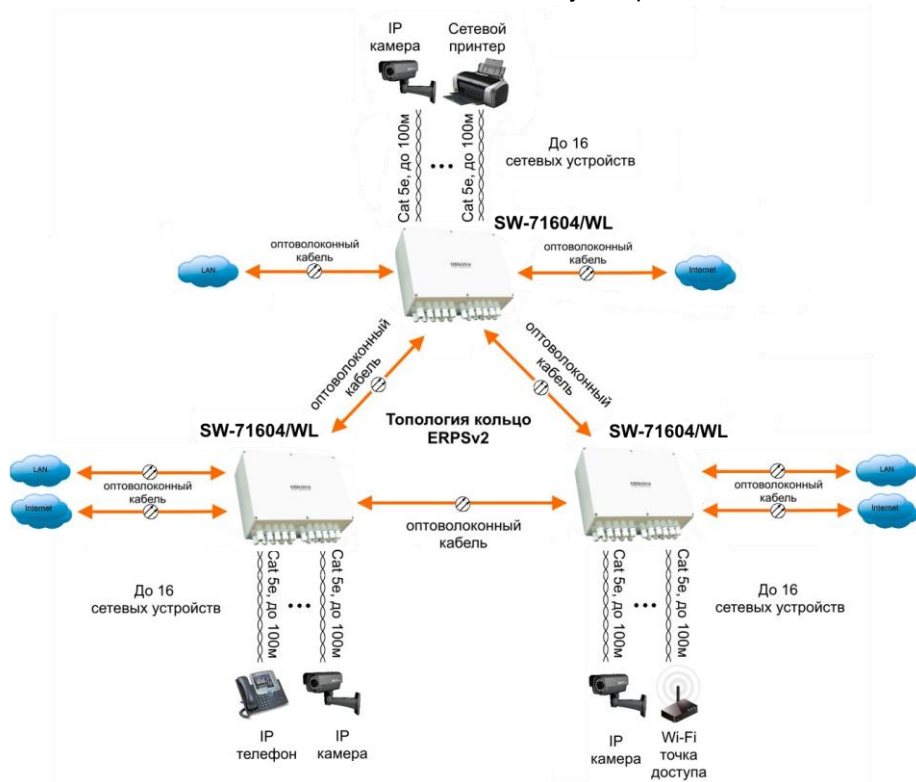 IP
камера
Сетевой
принтер
Cat 5e, до 100м
Cat 5e, до 100м
До 16
сетевых устройств
SW-71604/WL
оптоволоконный
кабель
оптоволоконный
кабель
LAN
Internet
оптоволоконный
кабель
оптоволоконный
кабель
Топология кольцо
ERPSv2
SW-71604/WL
SW-71604/WL
LAN
оптоволоконный
кабель
Internet
LAN
оптоволоконный
кабель
Internet
оптоволоконный
кабель
Cat 5e, до 100м
Cat 5e, до 100м
Cat 5e, до 100м
Cat 5e, до 100м
До 16
сетевых устройств
До 16
сетевых устройств
IP
телефон
IP
камера
IP
камера
Wi-Fi
точка
доступа